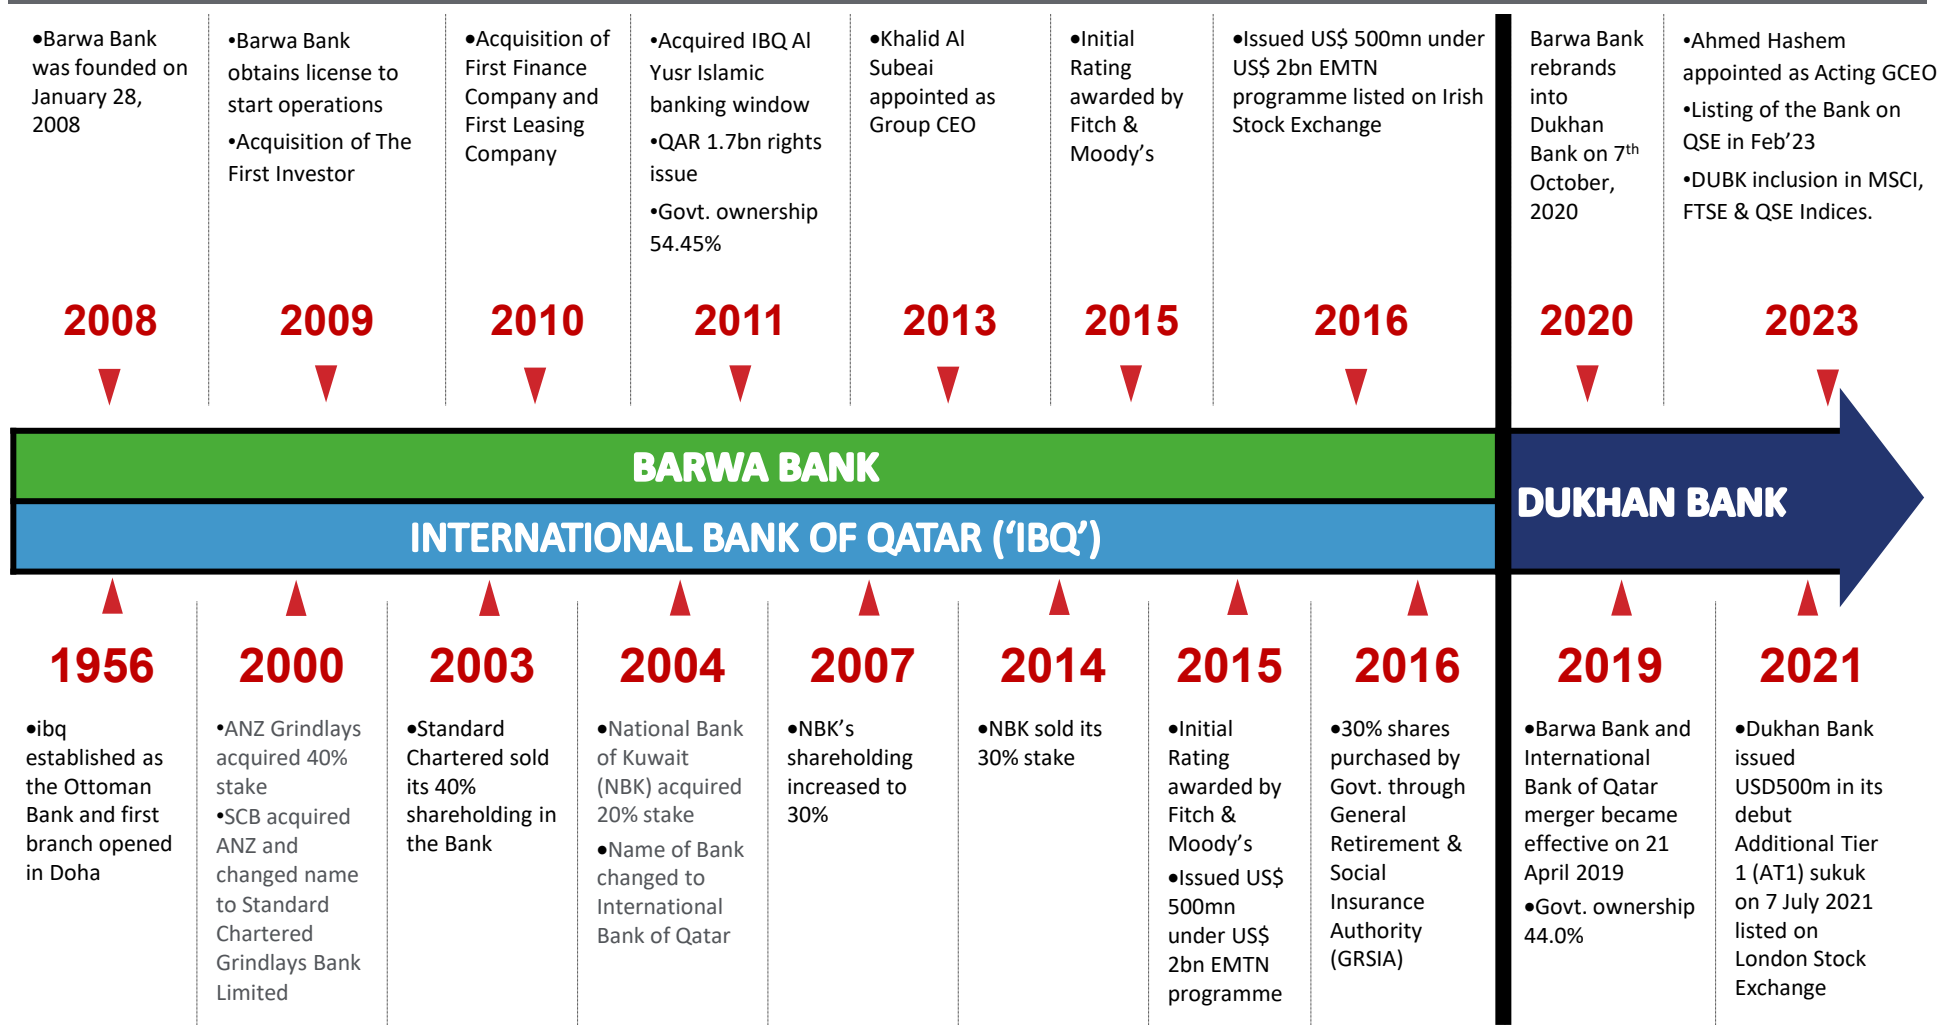 •Barwa Bank
was founded on
January 28,
2008
•Barwa Bank
obtains license to
start operations
•Acquisition of The
First Investor
•Acquisition of
First Finance
Company and
First Leasing
Company
•Acquired IBQ Al
Yusr Islamic
banking window
•QAR 1.7bn rights
issue
•Govt. ownership
54.45%
•Khalid Al
Subeai
appointed as
Group CEO
•Initial
Rating
awarded by
Fitch &
Moody’s
•Issued US$ 500mn under
US$ 2bn EMTN
programme listed on Irish
Stock Exchange
Barwa Bank
rebrands
into
Dukhan
Bank on 7th
October,
2020
•Ahmed Hashem
appointed as Acting GCEO
•Listing of the Bank on
QSE in Feb’23
•DUBK inclusion in MSCI,
FTSE & QSE Indices.
2008
2009
2010
2011
2013
2015
2016
2020
2023
BARWA BANK
INTERNATIONAL BANK OF QATAR (‘IBQ’)
DUKHAN BANK
1956
2000
2003
2004
2007
2014
2015
2016
2019
2021
•ibq
established as
the Ottoman
Bank and first
branch opened
in Doha
•ANZ Grindlays
acquired 40%
stake
•SCB acquired
ANZ and
changed name
to Standard
Chartered
Grindlays Bank
Limited
•Standard
Chartered sold
its 40%
shareholding in
the Bank
•National Bank
of Kuwait
(NBK) acquired
20% stake
•Name of Bank
changed to
International
Bank of Qatar
•NBK’s
shareholding
increased to
30%
•NBK sold its
30% stake
•Initial
Rating
awarded by
Fitch &
Moody’s
•Issued US$
500mn
under US$
2bn EMTN
programme
•30% shares
purchased by
Govt. through
General
Retirement &
Social
Insurance
Authority
(GRSIA)
•Barwa Bank and
International
Bank of Qatar
merger became
effective on 21
April 2019
•Govt. ownership
44.0%
•Dukhan Bank
issued
USD500m in its
debut
Additional Tier
1 (AT1) sukuk
on 7 July 2021
listed on
London Stock
Exchange